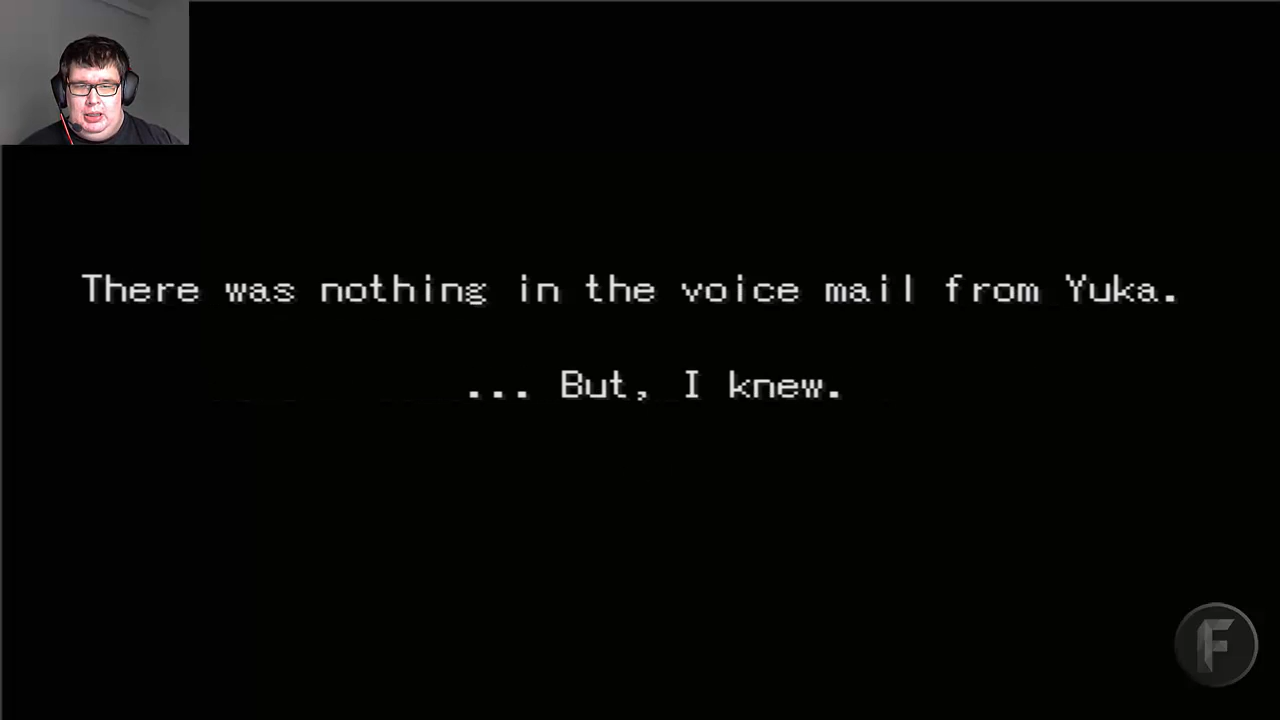 There was nothing in the voice mail from Yuka.
... But, I knew.
F